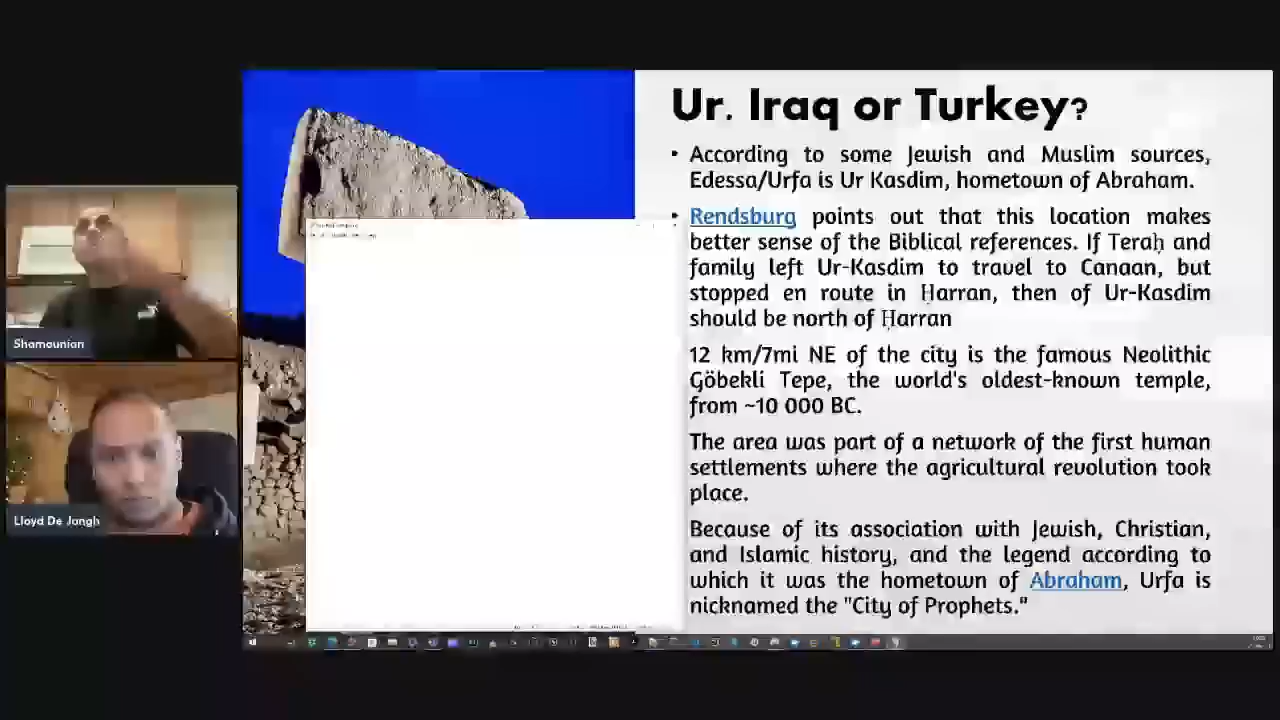 Ur. Iraq or Turkey?
• According to some Jewish and Muslim sources,
Edessa/Urfa is Ur Kasdim, hometown of Abraham.
• Rendsburg points out that this location makes
better sense of the Biblical references. If Teraḥ and
family left Ur-Kasdim to travel to Canaan, but
stopped en route in Ḥarran, then of Ur-Kasdim
should be north of Ḥarran
12 km/7mi NE of the city is the famous Neolithic
Göbekli Tepe, the world's oldest-known temple,
from ~10 000 BC.
The area was part of a network of the first human
settlements where the agricultural revolution took
place.
Because of its association with Jewish, Christian,
and Islamic history, and the legend according to
which it was the hometown of Abraham, Urfa is
nicknamed the "City of Prophets."
Shamounian
Lloyd De Jongh